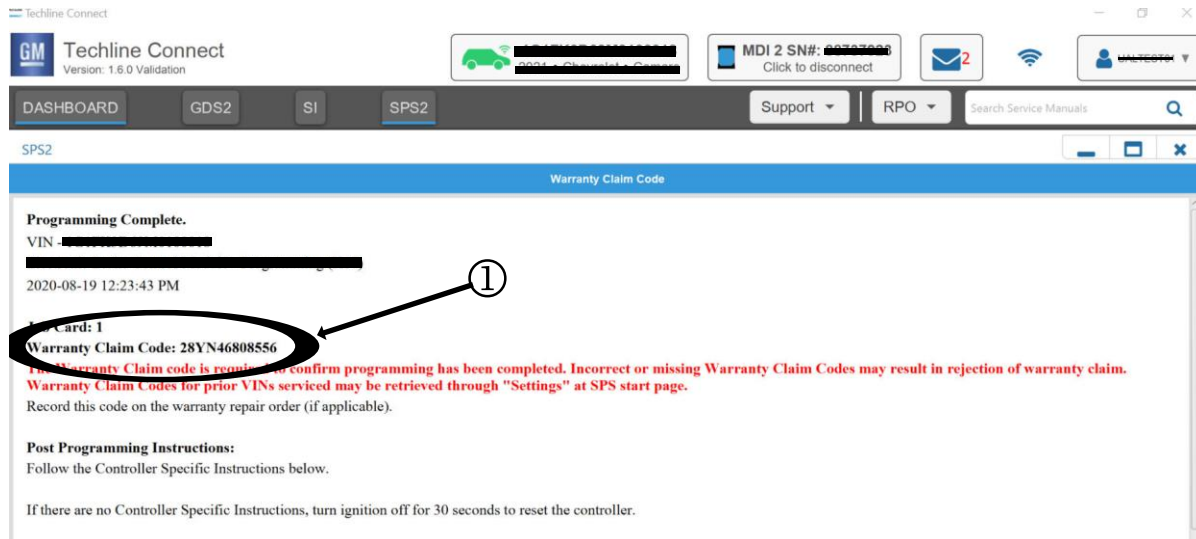 Techline Connect
GM
Techline Connect
Version: 1.6.0 Validation
MDI 2 SN#:
Click to disconnect
2
DASHBOARD
GDS2
SI
SPS2
Support
RPO
Search Service Manuals
SPS2
Warranty Claim Code
Programming Complete.
VIN -
2020-08-19 12:23:43 PM
1
Card: 1
Warranty Claim Code: 28YN46808556
The Warranty Claim code is required to confirm programming has been completed. Incorrect or missing Warranty Claim Codes may result in rejection of warranty claim.
Warranty Claim Codes for prior VINs serviced may be retrieved through "Settings" at SPS start page.
Record this code on the warranty repair order (if applicable).
Post Programming Instructions:
Follow the Controller Specific Instructions below.
If there are no Controller Specific Instructions, turn ignition off for 30 seconds to reset the controller.